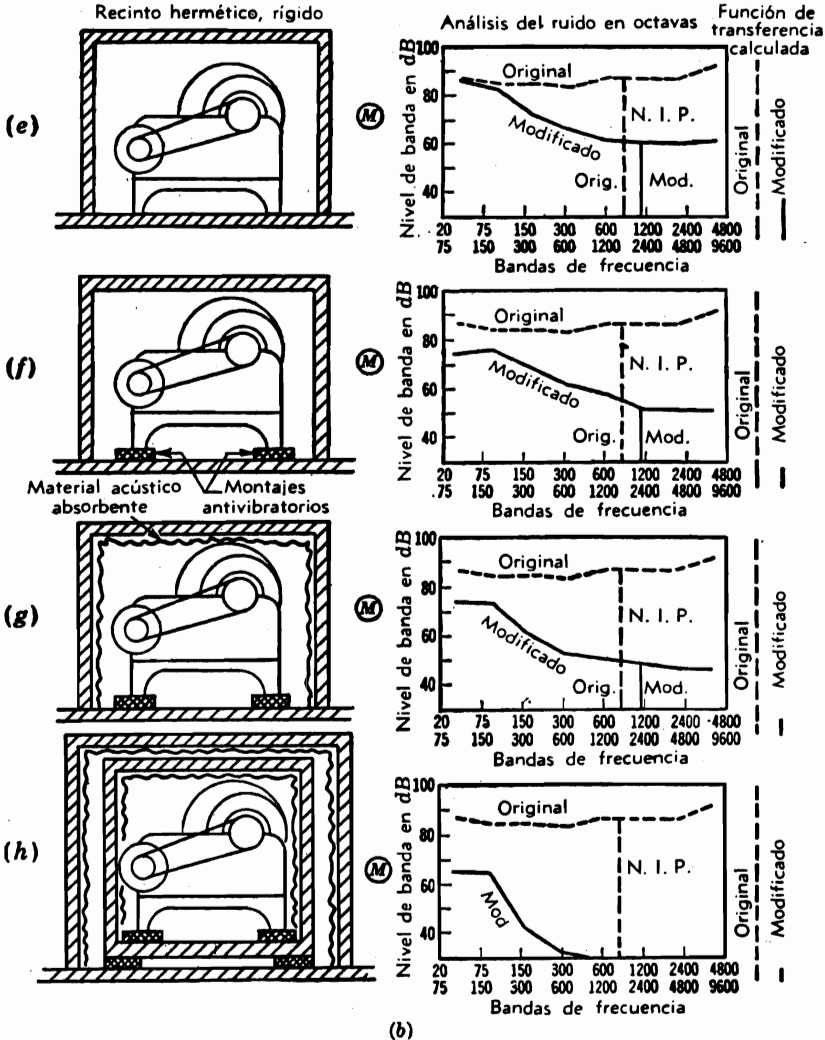 Recinto hermético, rígido
Análisis del ruido en octavas
Función de
transferencia
calculada
(e)
M
Nivel de banda en dB
100
80
60
40
Original
Modificado
N. I. P.
Orig.
Mod.
20 75 150 300 600 1200 2400 4800
75 150 300 600 1200 2400 4800 9600
Bandas de frecuencia
Original
Modificado
(f)
M
Nivel de banda en dB
100
80
60
40
Original
Modificado
N. I. P.
Orig.
Mod.
20 75 150 300 600 1200 2400 4800
.75 150 300 600 1200 2400 4800 9600
Bandas de frecuencia
Original
Modificado
Material acústico
absorbente
Montajes
antivibratorios
(g)
M
Nivel de banda en dB
100
80
60
40
Original
Modificado
N. I. P.
Orig.
Mod.
20 75 150 300 600 1200 2400 -4800
75 150 300 600 1200 2400 4800 9600
Bandas de frecuencia
Original
Modificado
(h)
M
Nivel de banda en dB
100
80
60
40
Original
Mod
N. I. P.
20 75 150 300 600 1200 2400 4800
75 150 300 600 1200 2400 4800 9600
Bandas de frecuencia
Original
Modificado
(b)